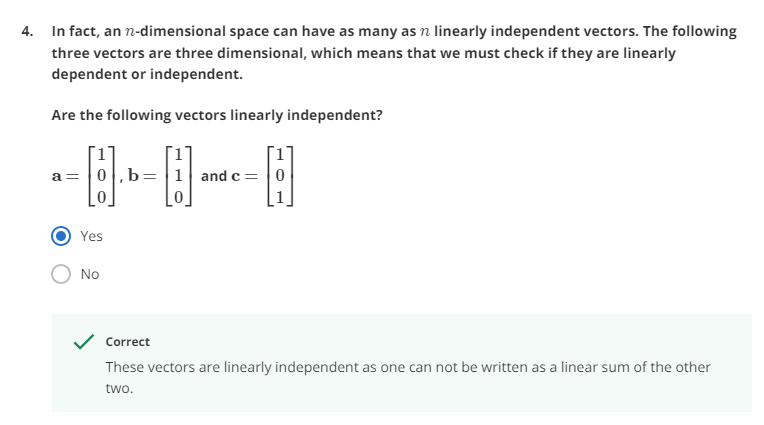 4. In fact, an n-dimensional space can have as many as n linearly independent vectors. The following
three vectors are three dimensional, which means that we must check if they are linearly
dependent or independent.
Are the following vectors linearly independent?
a = [1 0 0], b = [1 1 0] and c = [1 0 1]
Yes
No
Correct
These vectors are linearly independent as one can not be written as a linear sum of the other
two.